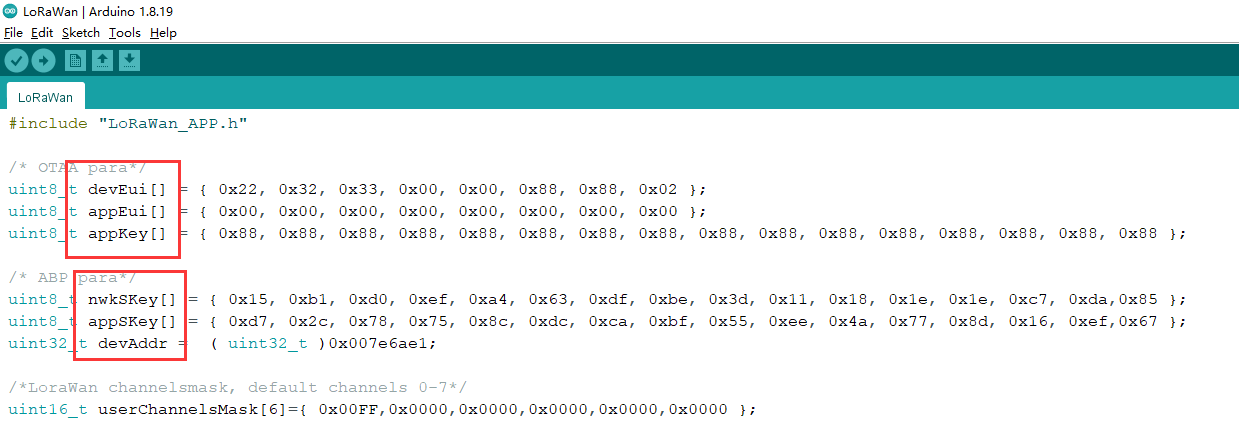 LoRaWan | Arduino 1.8.19
File Edit Sketch Tools Help
LoRaWan
#include "LoRaWan_APP.h"
/* OTAA para*/
uint8_t devEui[] = { 0x22, 0x32, 0x33, 0x00, 0x00, 0x88, 0x88, 0x02 };
uint8_t appEui[] = { 0x00, 0x00, 0x00, 0x00, 0x00, 0x00, 0x00, 0x00 };
uint8_t appKey[] = { 0x88, 0x88, 0x88, 0x88, 0x88, 0x88, 0x88, 0x88, 0x88, 0x88, 0x88, 0x88, 0x88, 0x88, 0x88, 0x88 };
/* ABP para*/
uint8_t nwkSKey[] = { 0x15, 0xb1, 0xd0, 0xef, 0xa4, 0x63, 0xdf, 0xbe, 0x3d, 0x11, 0x18, 0x1e, 0x1e, 0xc7, 0xda,0x85 };
uint8_t appSKey[] = { 0xd7, 0x2c, 0x78, 0x75, 0x8c, 0xdc, 0xca, 0xbf, 0x55, 0xee, 0x4a, 0x77, 0x8d, 0x16, 0xef,0x67 };
uint32_t devAddr =  ( uint32_t )0x007e6ae1;
/*LoraWan channelsmask, default channels 0-7*/
uint16_t userChannelsMask[6]={ 0x00FF,0x0000,0x0000,0x0000,0x0000,0x0000 };